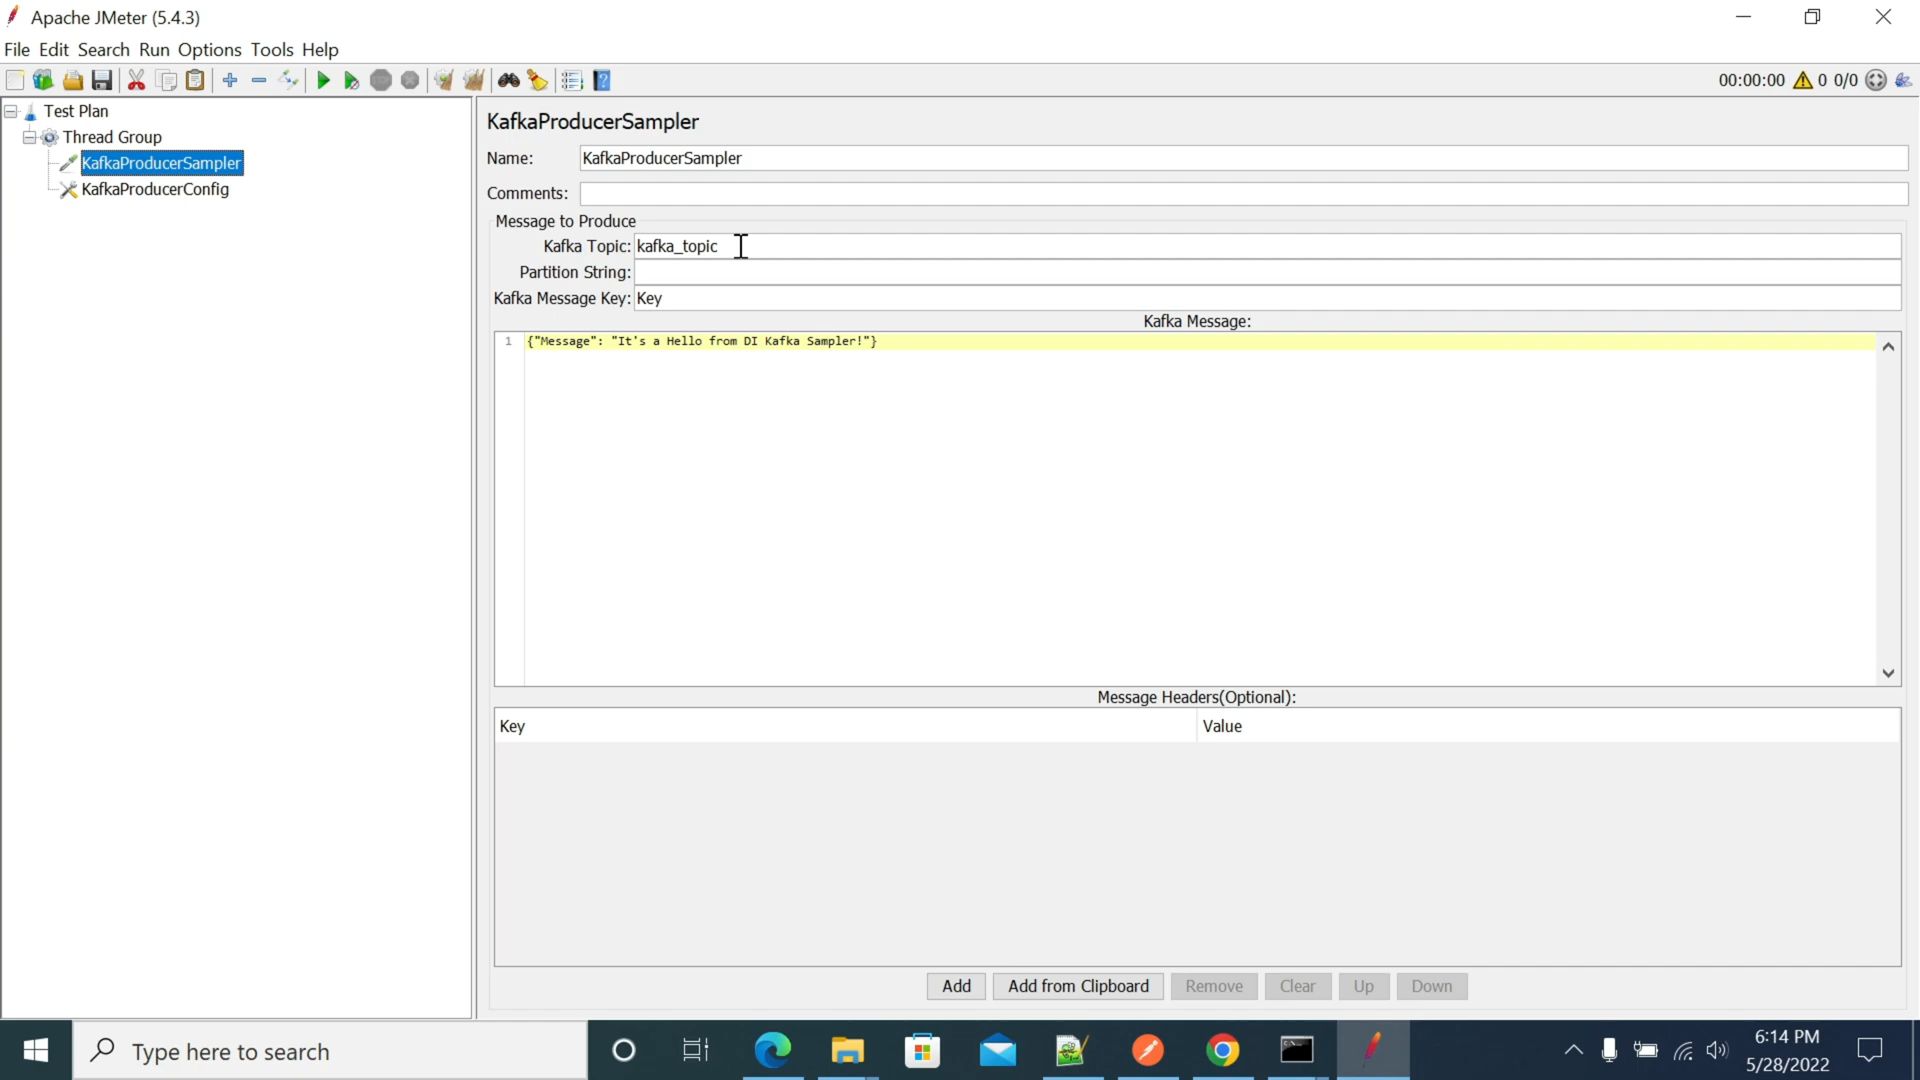 Apache JMeter (5.4.3)
File Edit Search Run Options Tools Help
00:00:00 0 0/0
Test Plan
Thread Group
KafkaProducerSampler
KafkaProducerConfig
KafkaProducerSampler
Name: KafkaProducerSampler
Comments:
Message to Produce
Kafka Topic: kafka_topic
Partition String:
Kafka Message Key: Key
Kafka Message:
1 {"Message": "It's a Hello from DI Kafka Sampler!"}
Message Headers(Optional):
Key Value
Add Add from Clipboard Remove Clear Up Down
Type here to search
6:14 PM
5/28/2022